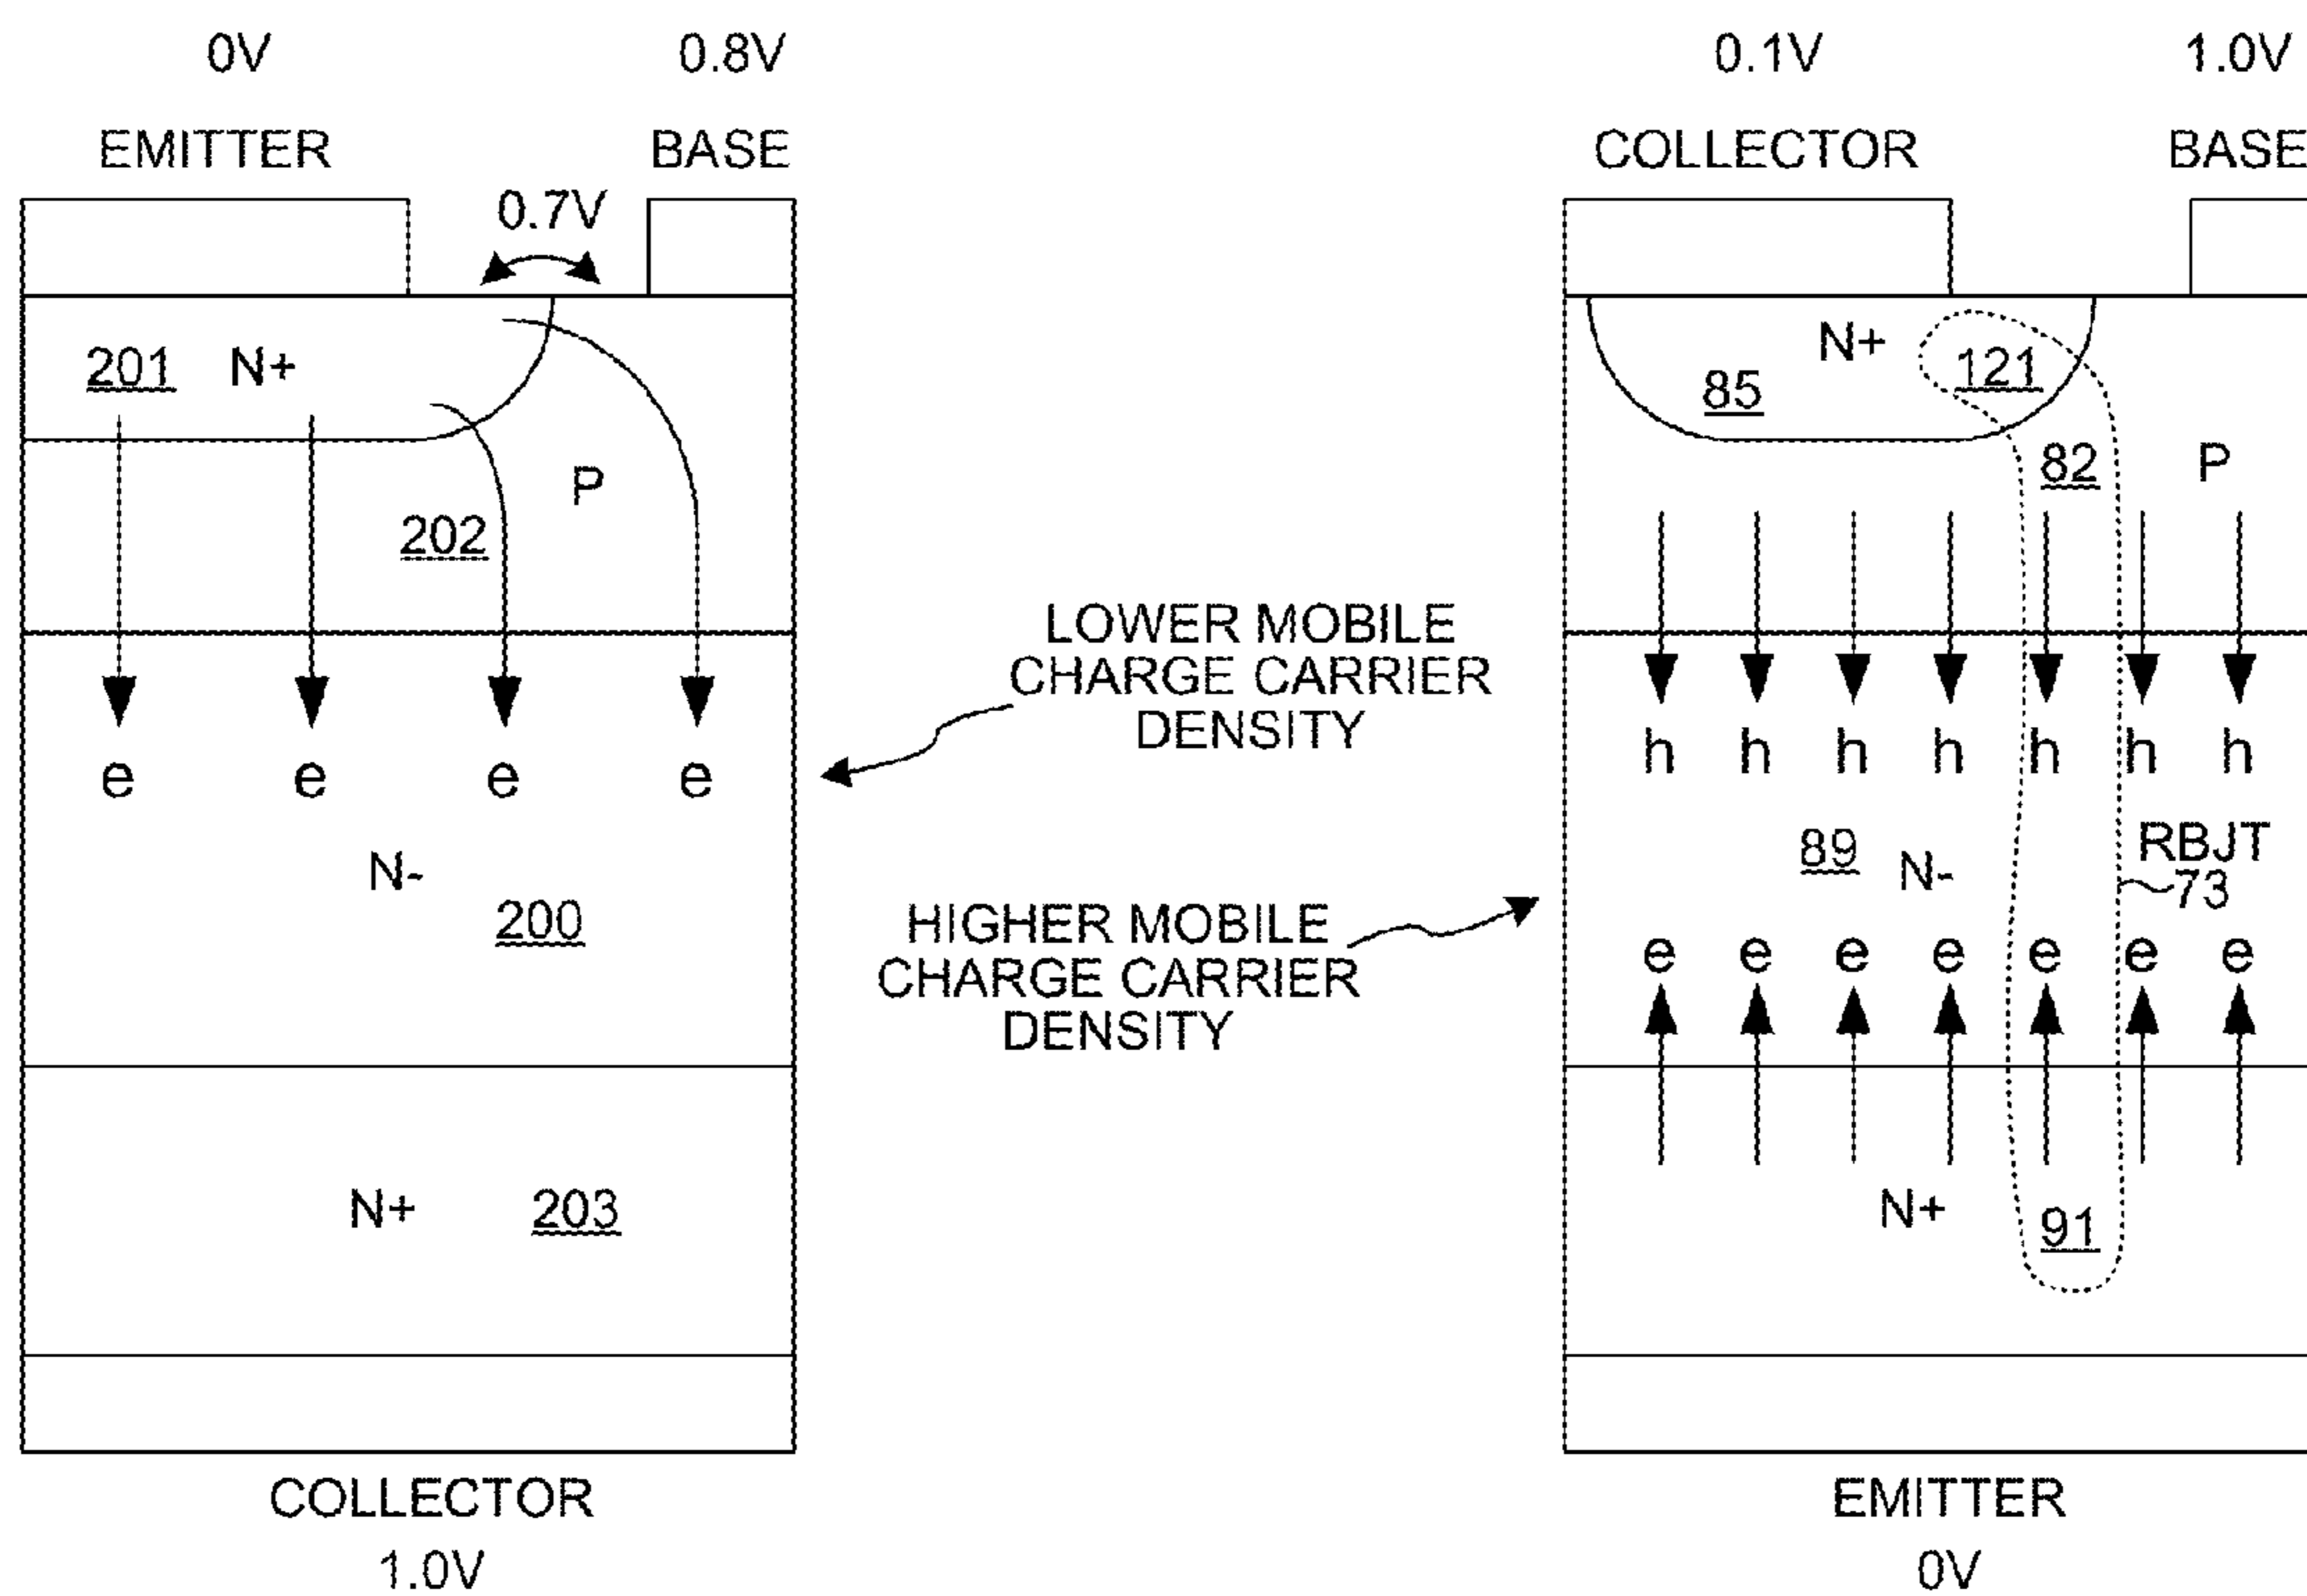 0V
0.8V
EMITTER
BASE
0.7V
201
N+
P
202
e
e
e
e
N-
200
N+
203
COLLECTOR
1.0V
LOWER MOBILE
CHARGE CARRIER
DENSITY
HIGHER MOBILE
CHARGE CARRIER
DENSITY
0.1V
1.0V
COLLECTOR
BASE
N+
121
85
82
P
h
h
h
h
h
h
h
89
N-
RBJT
73
e
e
e
e
e
e
e
N+
91
EMITTER
0V